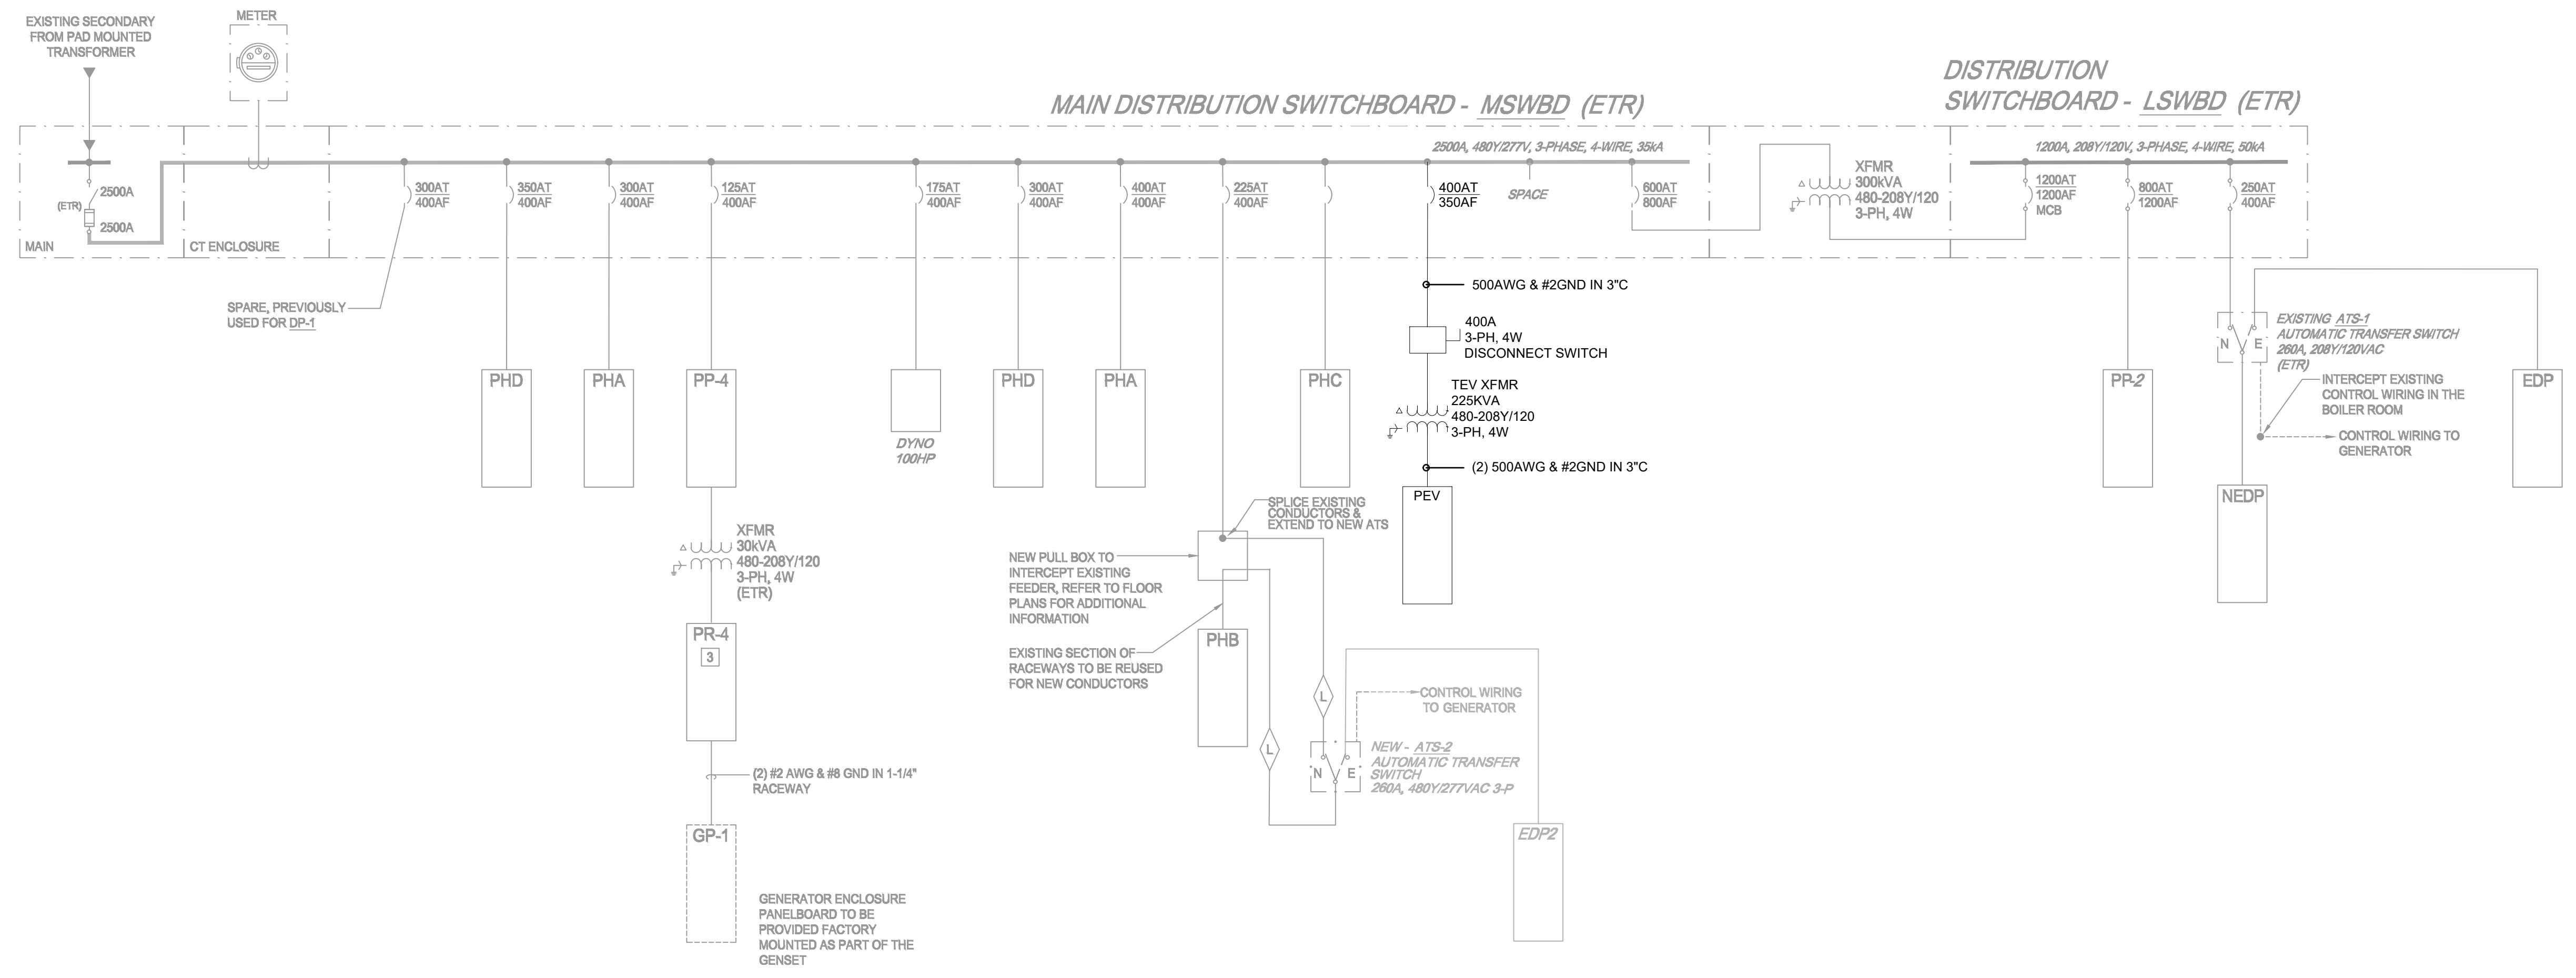 EXISTING SECONDARY
FROM PAD MOUNTED
TRANSFORMER
METER
MAIN DISTRIBUTION SWITCHBOARD - MSWBD (ETR)
DISTRIBUTION
SWITCHBOARD - LSWBD (ETR)
2500A
(ETR)
2500A
MAIN
CT ENCLOSURE
2500A, 480Y/277V, 3-PHASE, 4-WIRE, 35kA
1200A, 208Y/120V, 3-PHASE, 4-WIRE, 50kA
300AT
400AF
350AT
400AF
300AT
400AF
125AT
400AF
175AT
400AF
300AT
400AF
400AT
400AF
225AT
400AF
400AT
350AF
SPACE
600AT
800AF
XFMR
300kVA
480-208Y/120
3-PH, 4W
1200AT
1200AF
MCB
800AT
1200AF
250AT
400AF
SPARE, PREVIOUSLY
USED FOR DP-1
500AWG & #2GND IN 3"C
400A
3-PH, 4W
DISCONNECT SWITCH
TEV XFMR
225KVA
480-208Y/120
3-PH, 4W
(2) 500AWG & #2GND IN 3"C
PEV
PHD
PHA
PP-4
DYNO
100HP
PHD
PHA
PHC
PP-2
N
E
EXISTING ATS-1
AUTOMATIC TRANSFER SWITCH
260A, 208Y/120VAC
(ETR)
INTERCEPT EXISTING
CONTROL WIRING IN THE
BOILER ROOM
CONTROL WIRING TO
GENERATOR
EDP
NEDP
XFMR
30kVA
480-208Y/120
3-PH, 4W
(ETR)
PR-4
3
(2) #2 AWG & #8 GND IN 1-1/4"
RACEWAY
GP-1
GENERATOR ENCLOSURE
PANELBOARD TO BE
PROVIDED FACTORY
MOUNTED AS PART OF THE
GENSET
SPLICE EXISTING
CONDUCTORS &
EXTEND TO NEW ATS
NEW PULL BOX TO
INTERCEPT EXISTING
FEEDER, REFER TO FLOOR
PLANS FOR ADDITIONAL
INFORMATION
EXISTING SECTION OF
RACEWAYS TO BE REUSED
FOR NEW CONDUCTORS
PHB
L
L
CONTROL WIRING
TO GENERATOR
N
E
NEW - ATS-2
AUTOMATIC TRANSFER
SWITCH
260A, 480Y/277VAC 3-P
EDP2